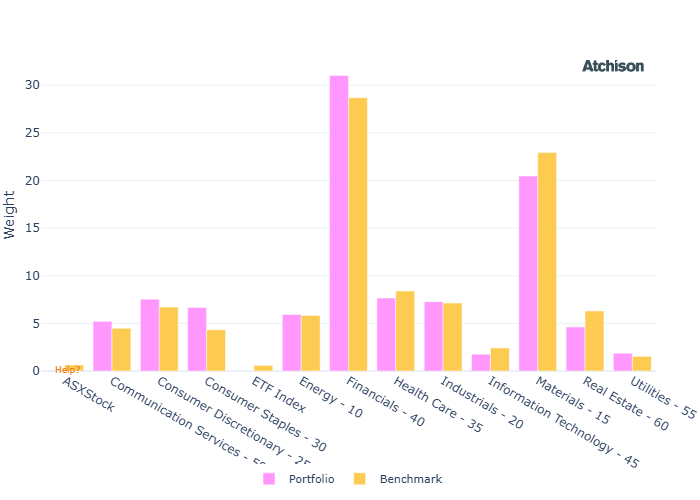 Atchison
30
25
20
15
10
5
0
Weight
Help?
ASXStock
Communication Services - 50
Consumer Discretionary - 25
Consumer Staples - 30
ETF Index
Energy - 10
Financials - 40
Health Care - 35
Industrials - 20
Information Technology - 45
Materials - 15
Real Estate - 60
Utilities - 55
Portfolio
Benchmark